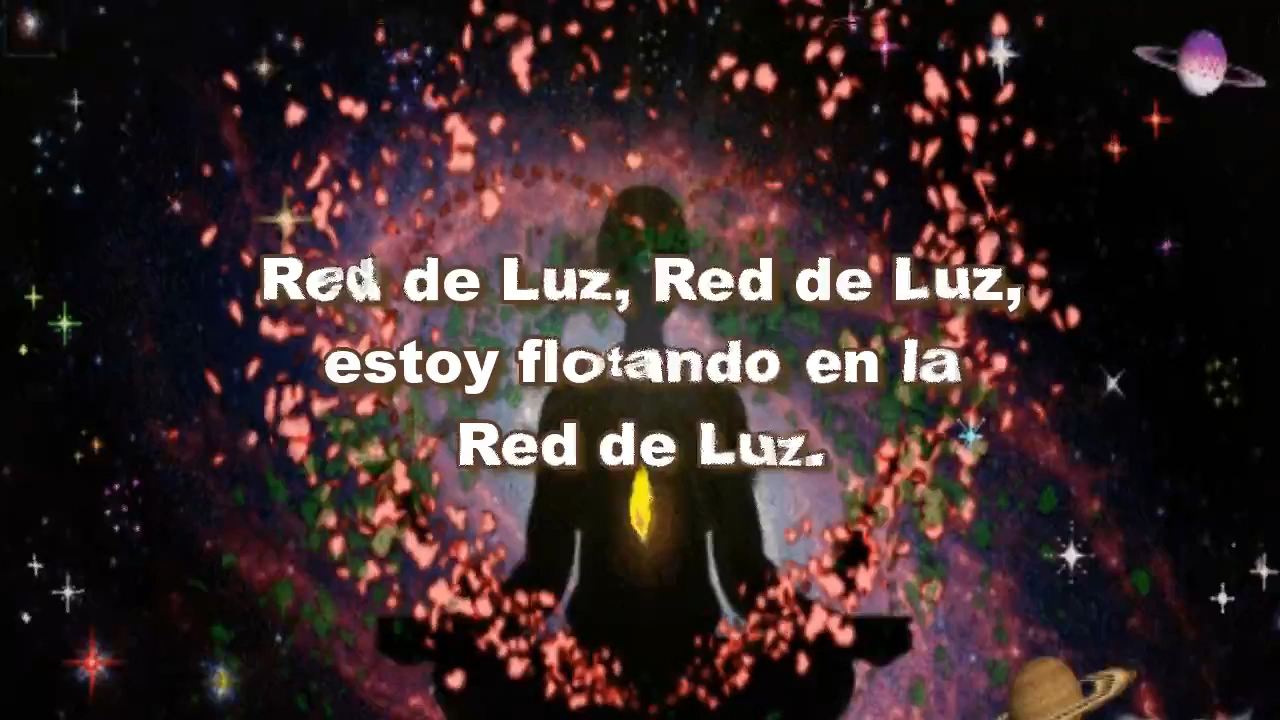 Red de Luz, Red de Luz,
estoy flotando en la
Red de Luz.